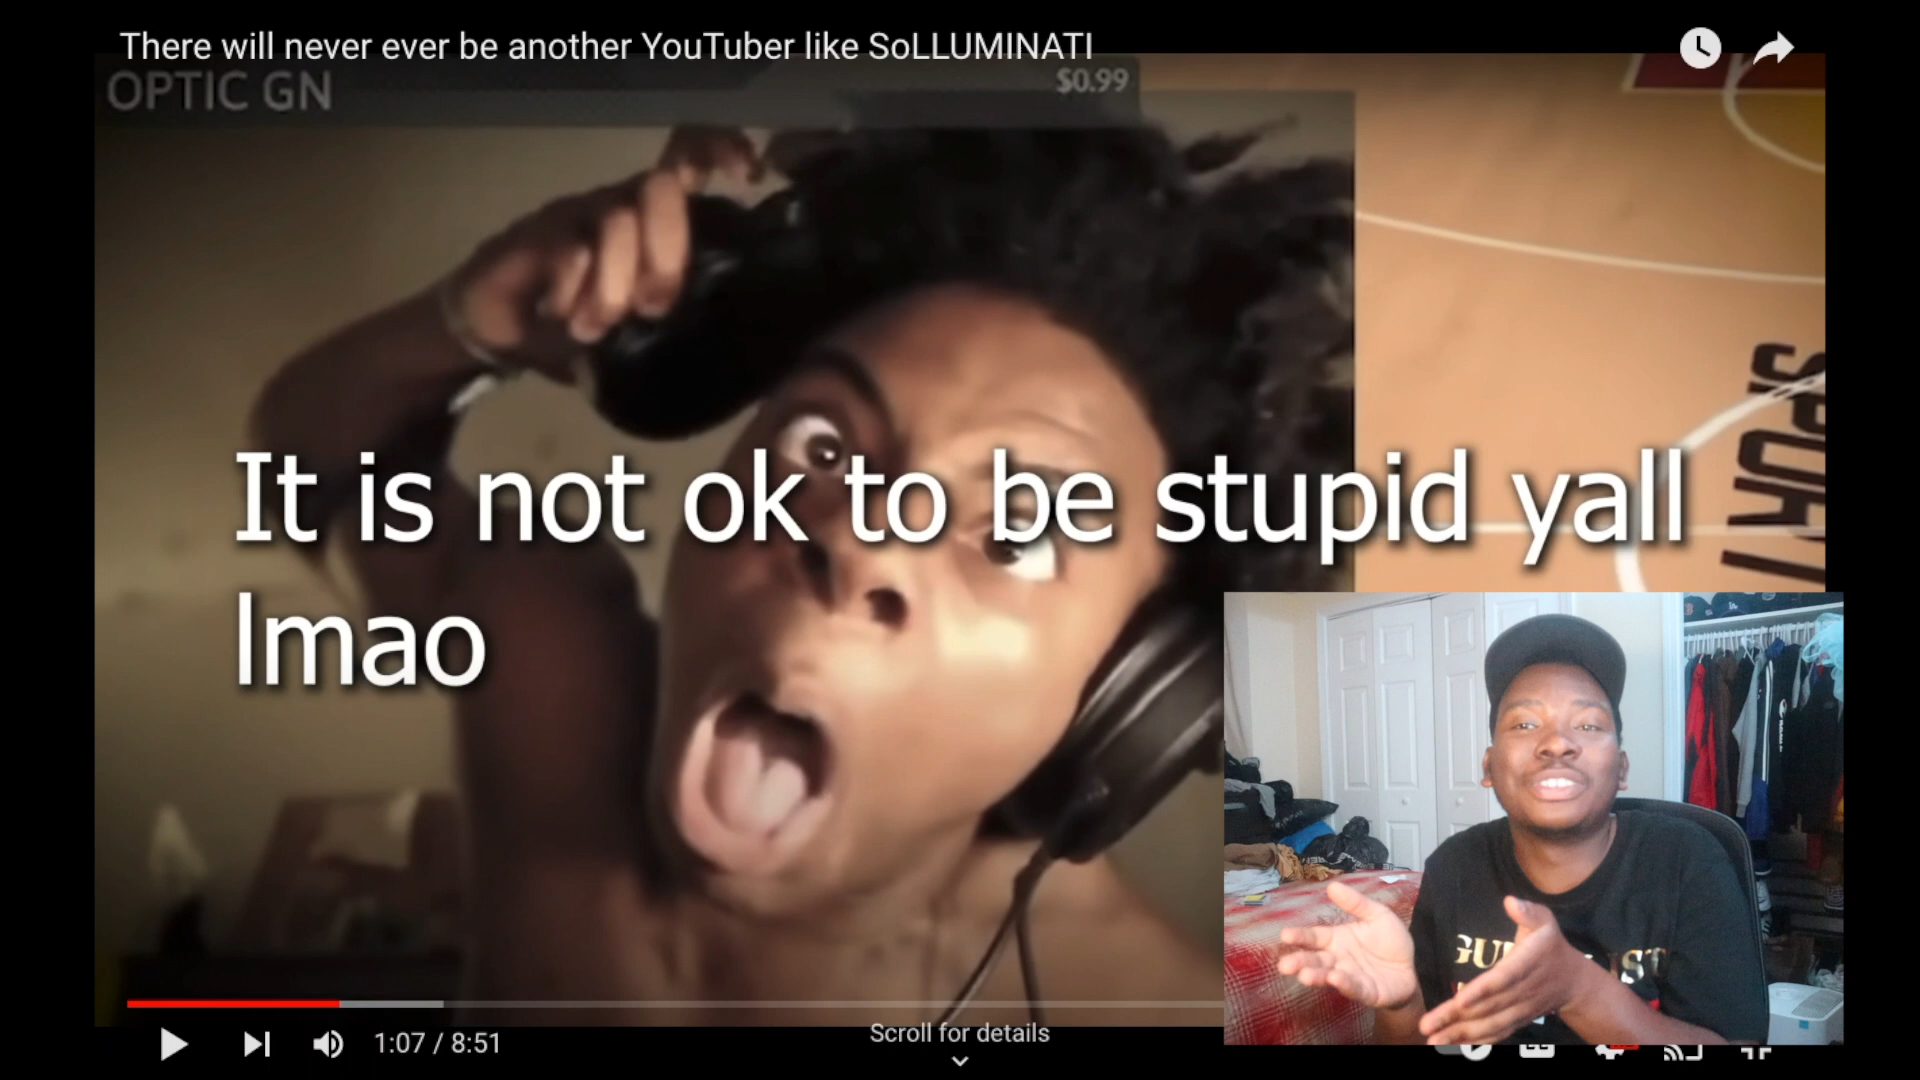 There will never ever be another YouTuber like SoLLUMINATI
OPTIC GN
$0.99
It is not ok to be stupid yall
lmao
1:07 / 8:51
Scroll for details